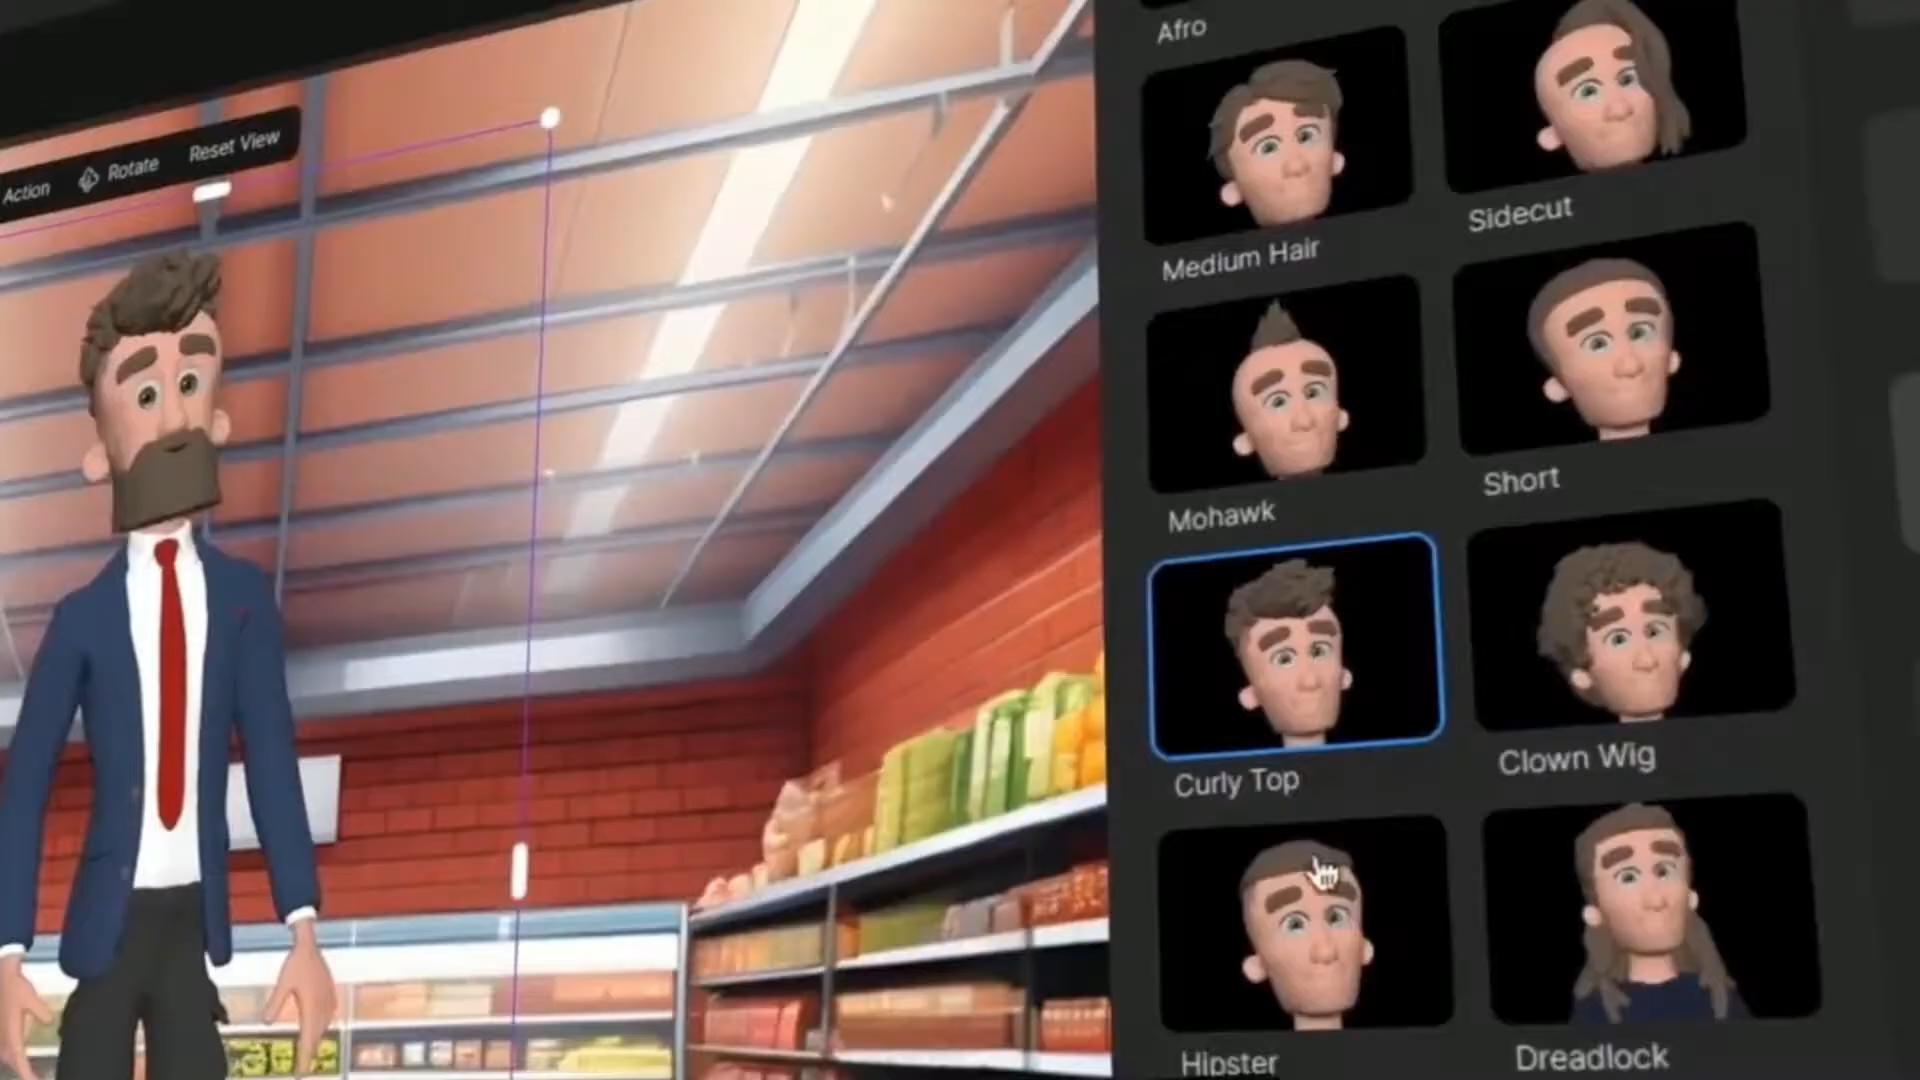 Action
Rotate
Reset View
Afro
Medium Hair
Sidecut
Mohawk
Short
Curly Top
Clown Wig
Hipster
Dreadlock